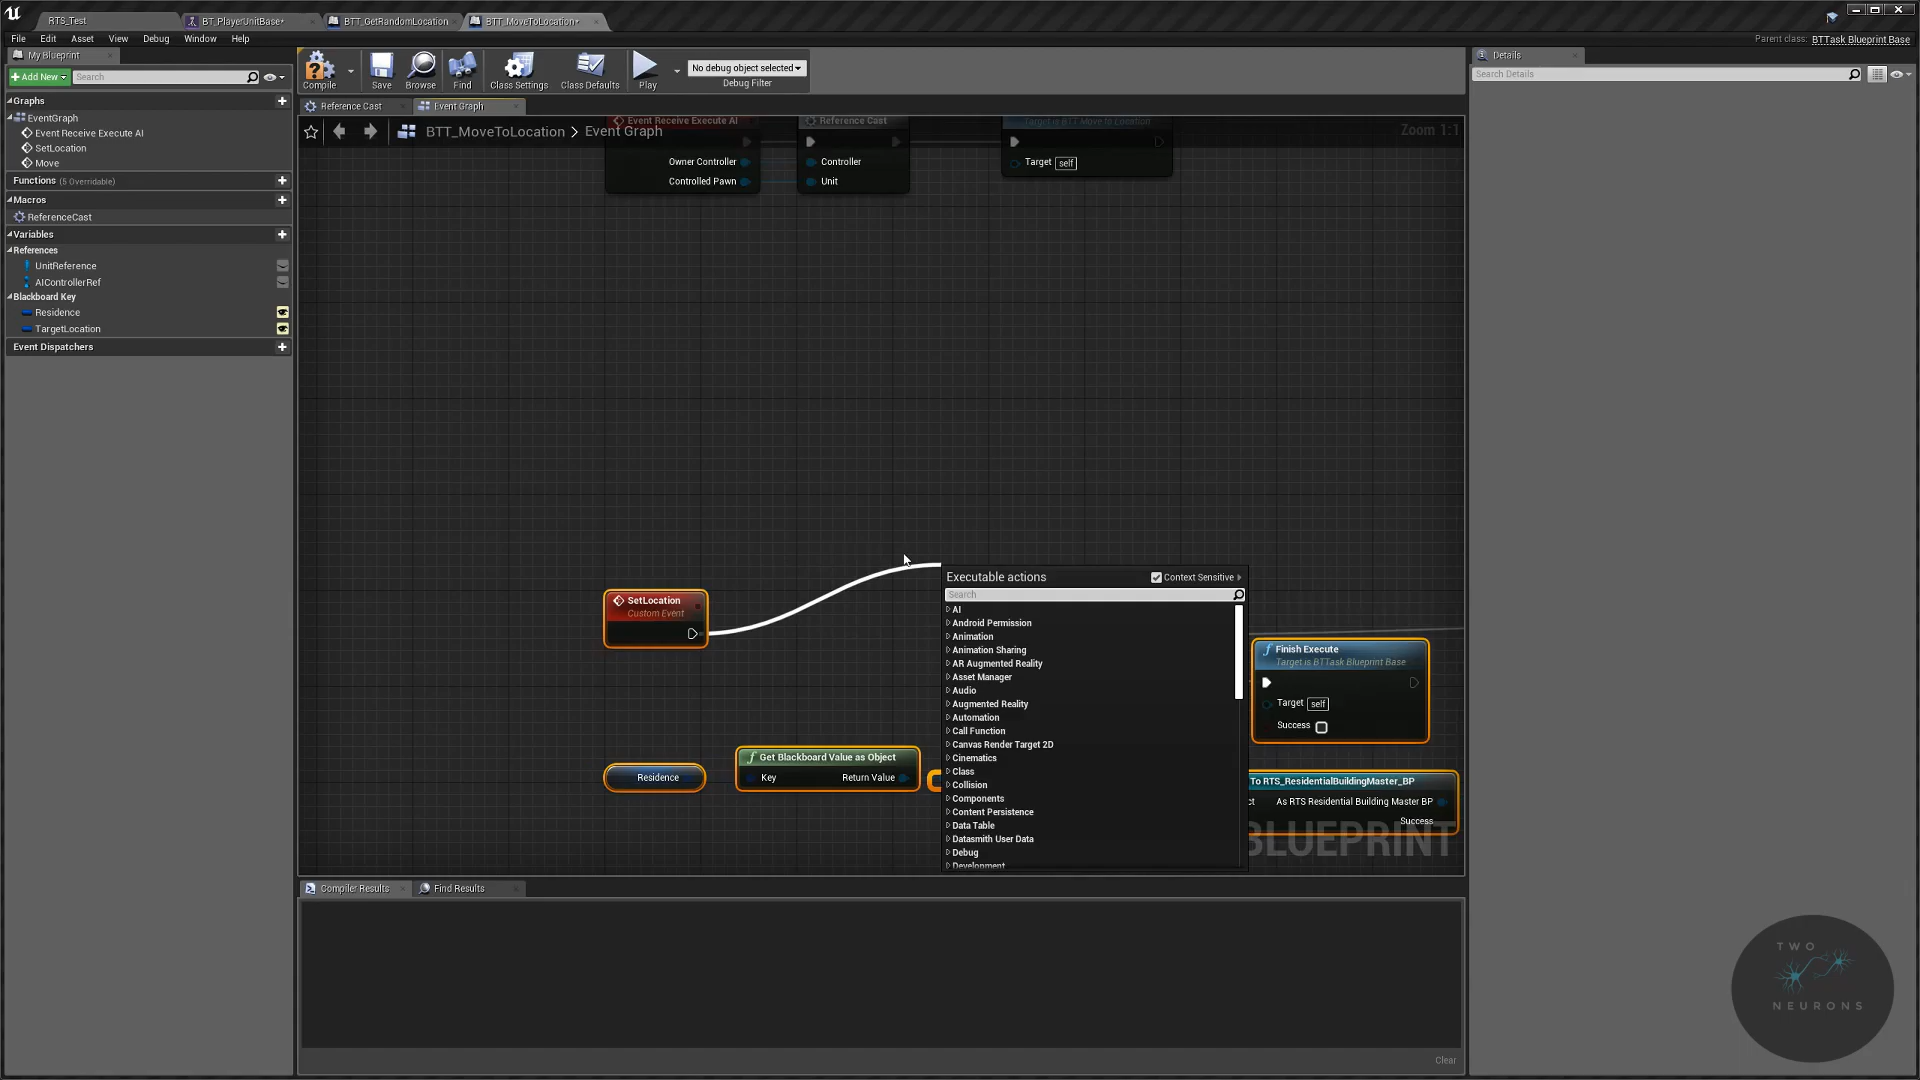 RTS_Test
BT_PlayerUnitBase*
BTT_GetRandomLocation
BTT_MoveToLocation*
File Edit Asset View Debug Window Help
Parent class: BTTask Blueprint Base
My Blueprint
Add New
Search
Graphs
EventGraph
Event Receive Execute AI
SetLocation
Move
Functions (5 Overridable)
Macros
ReferenceCast
Variables
References
UnitReference
AIControllerRef
Blackboard Key
Residence
TargetLocation
Event Dispatchers
Compile
Save
Browse
Find
Class Settings
Class Defaults
Play
No debug object selected
Debug Filter
Reference Cast
Event Graph
BTT_MoveToLocation > Event Graph
Zoom 1:1
Event Receive Execute AI
Owner Controller
Controlled Pawn
Reference Cast
Controller
Unit
Target is BTT Move to Location
Target self
SetLocation
Custom Event
Residence
Get Blackboard Value as Object
Key Return Value
Executable actions
Context Sensitive
Search
AI
Android Permission
Animation
Animation Sharing
AR Augmented Reality
Asset Manager
Audio
Augmented Reality
Automation
Call Function
Canvas Render Target 2D
Cinematics
Class
Collision
Components
Content Persistence
Data Table
Datasmith User Data
Debug
Development
Finish Execute
Target is BTTask Blueprint Base
Target self
Success
To RTS_ResidentialBuildingMaster_BP
ct As RTS Residential Building Master BP
Success
BLUEPRINT
Compiler Results
Find Results
Clear
Details
Search Details
TWO
NEURONS